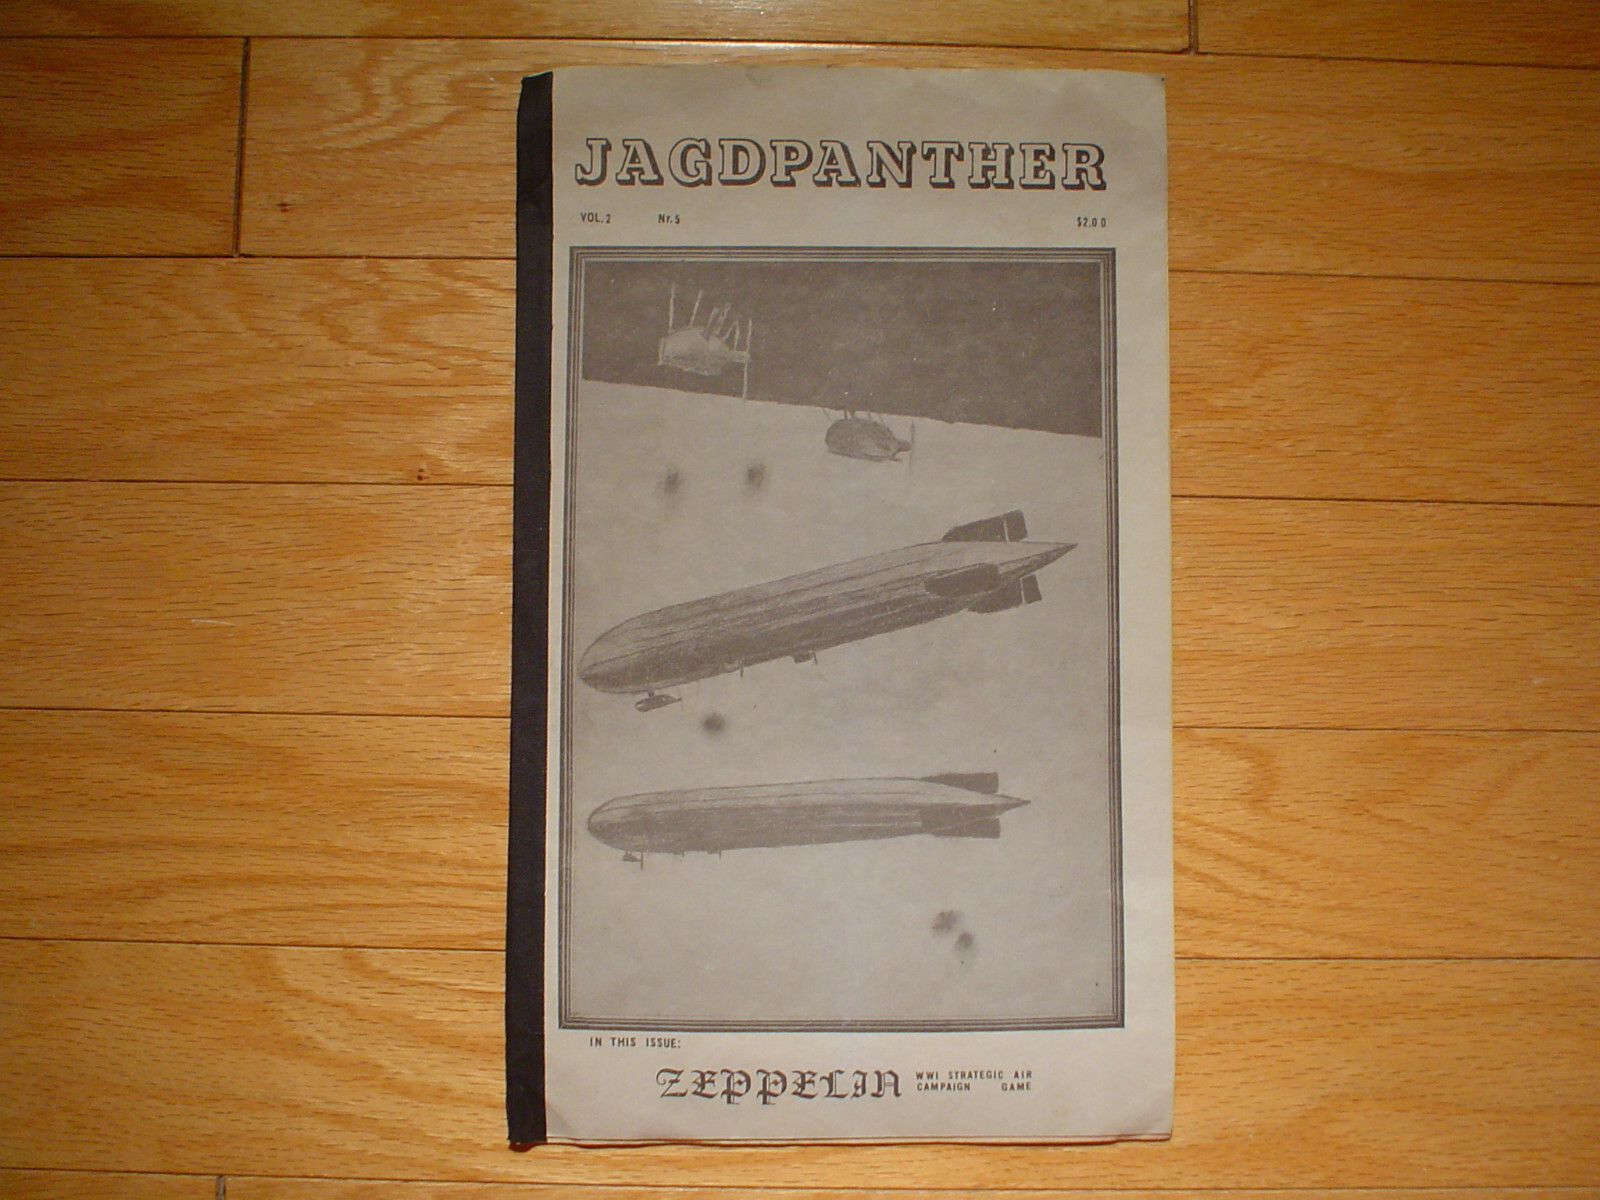 JAGDPANTHER
VOL.2 Nr.5 $2.00
IN THIS ISSUE:
ZEPPELIN WWI STRATEGIC AIR
CAMPAIGN GAME